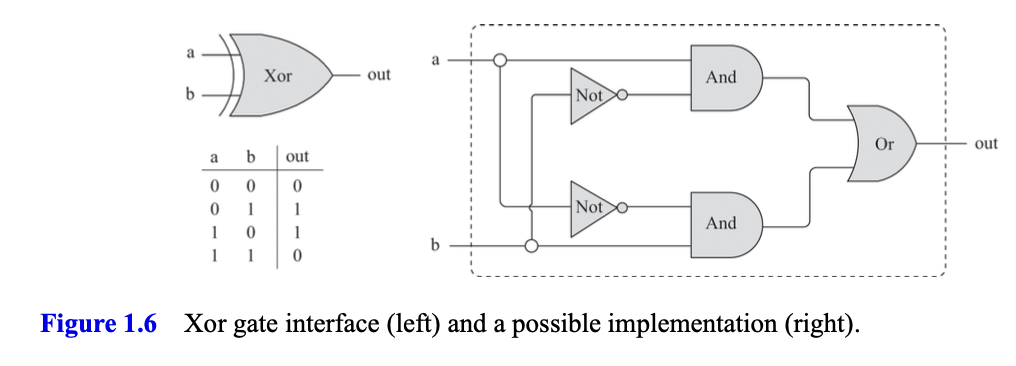 a
b
Xor
out
a b out
0 0 0
0 1 1
1 0 1
1 1 0
a
b
Not
Not
And
And
Or
out
Figure 1.6 Xor gate interface (left) and a possible implementation (right).